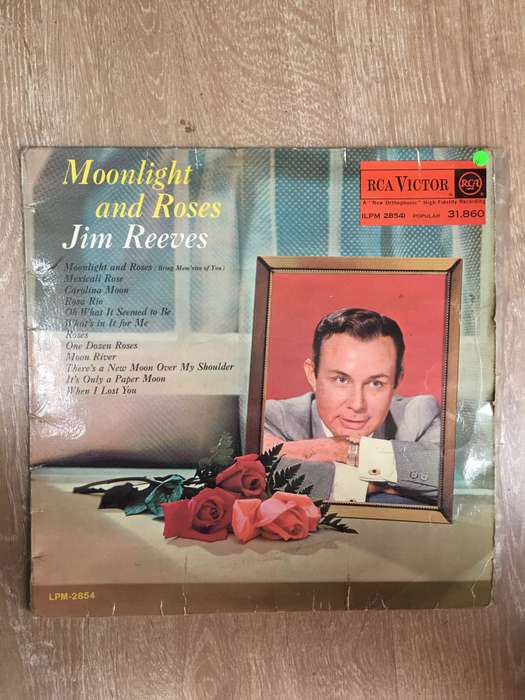 Moonlight
and Roses
Jim Reeves
Moonlight and Roses (Bring Mem'ries of You)
Mexicali Rose
Carolina Moon
Rosa Rio
Oh What It Seemed to Be
What's in It for Me
Roses
One Dozen Roses
Moon River
There's a New Moon Over My Shoulder
It's Only a Paper Moon
When I Lost You
RCA VICTOR
RCA
A "New Orthophonic" High Fidelity Recording
(LPM 2854) POPULAR 31.860
LPM-2854